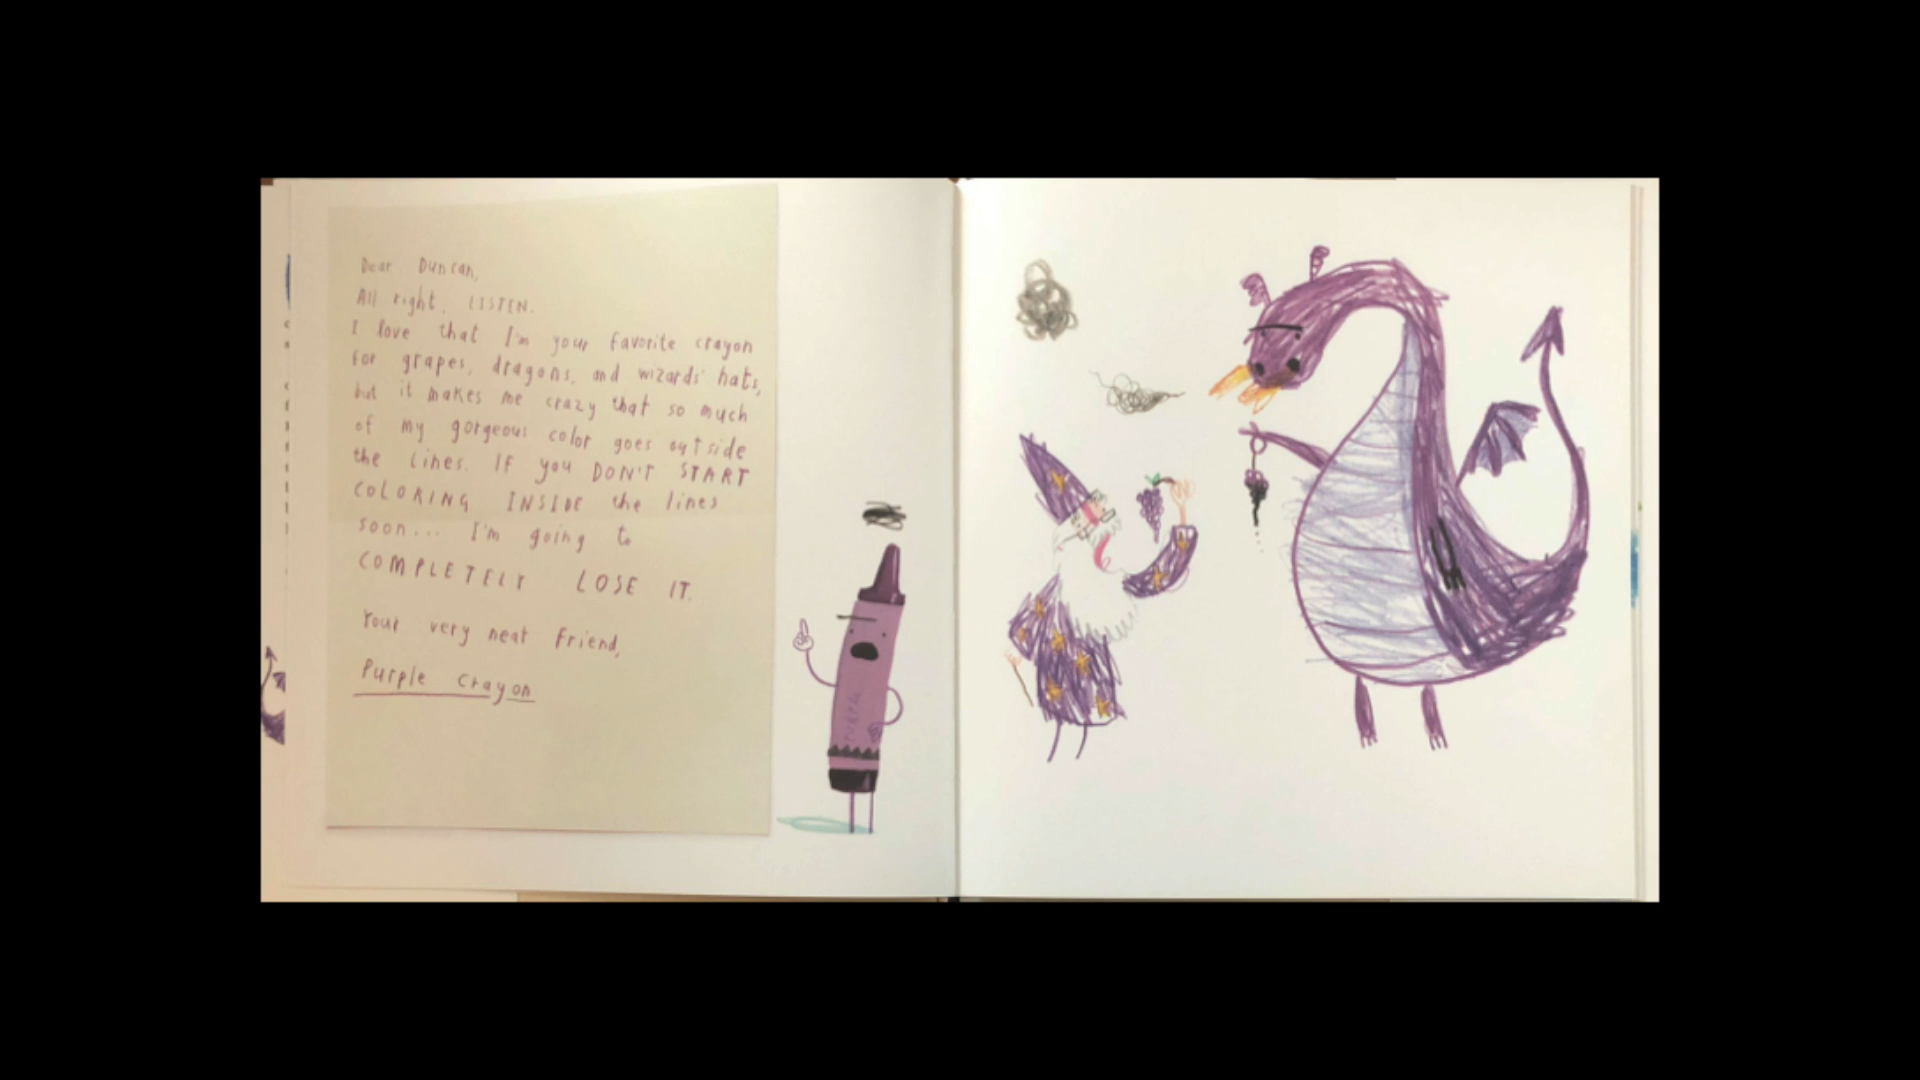 Dear Duncan,
All right, LISTEN.
I love that I'm your favorite crayon
for grapes, dragons, and wizards' hats,
but it makes me crazy that so much
of my gorgeous color goes outside
the lines. If you DON'T START
COLORING INSIDE the lines
soon... I'm going to
COMPLETELY LOSE IT.
Your very neat friend,
Purple Crayon
PURPLE